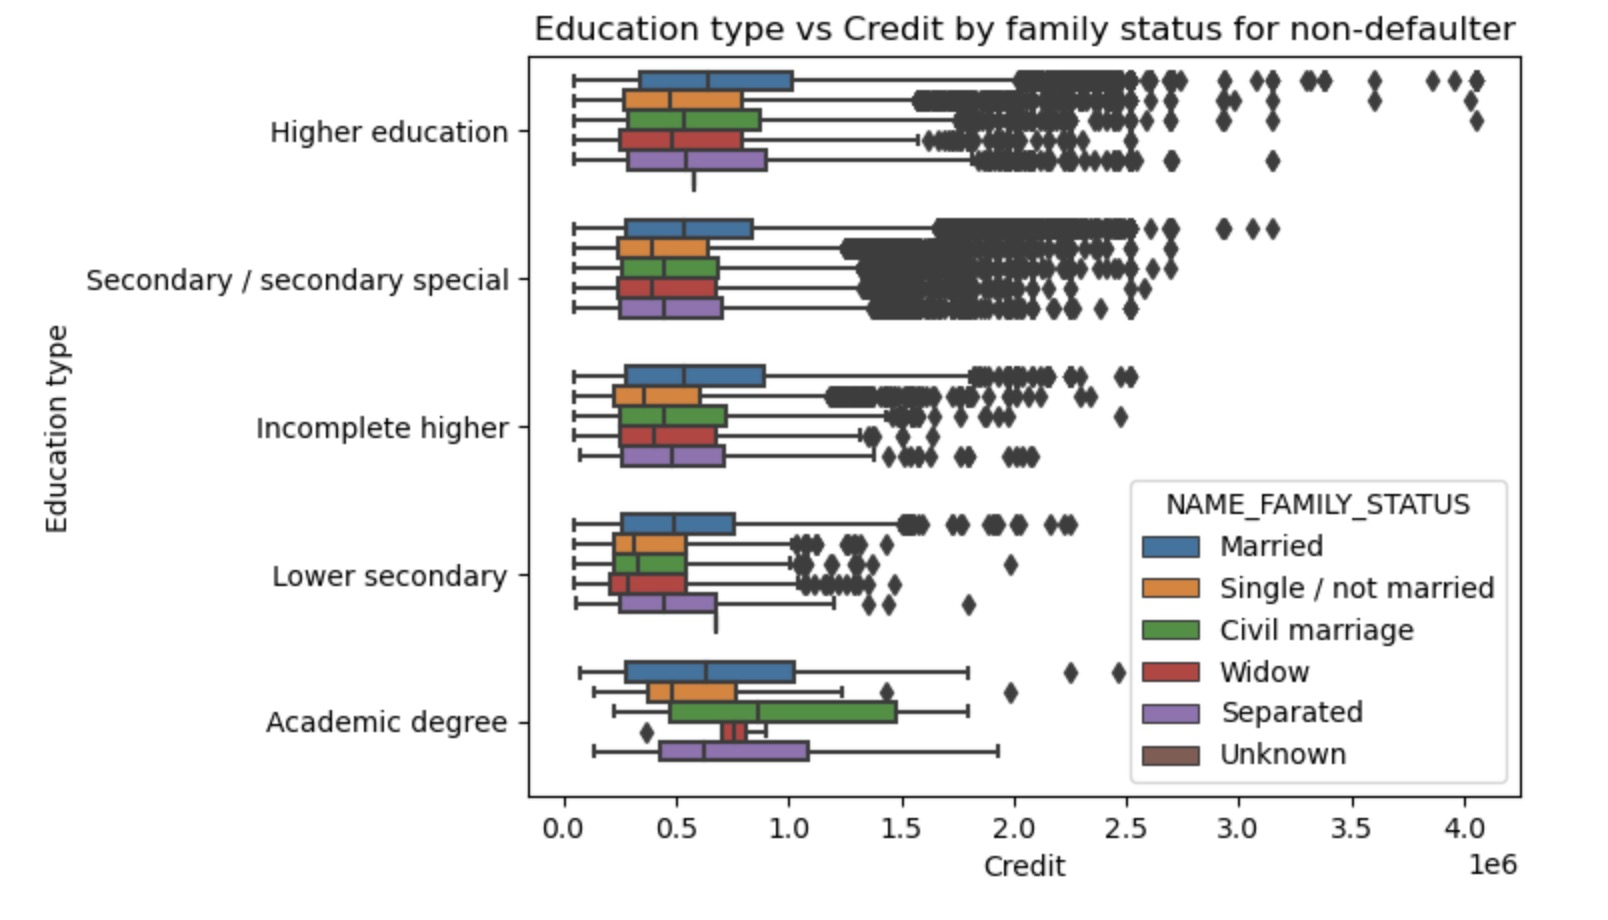 Education type vs Credit by family status for non-defaulter
Education type
Higher education
Secondary / secondary special
Incomplete higher
Lower secondary
Academic degree
NAME_FAMILY_STATUS
Married
Single / not married
Civil marriage
Widow
Separated
Unknown
0.0 0.5 1.0 1.5 2.0 2.5 3.0 3.5 4.0
Credit
1e6